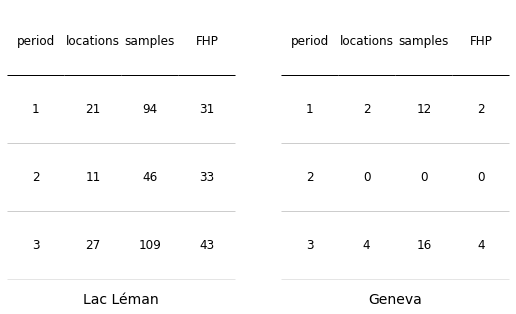 period locations samples FHP
1 21 94 31
2 11 46 33
3 27 109 43
Lac Léman
period locations samples FHP
1 2 12 2
2 0 0 0
3 4 16 4
Geneva